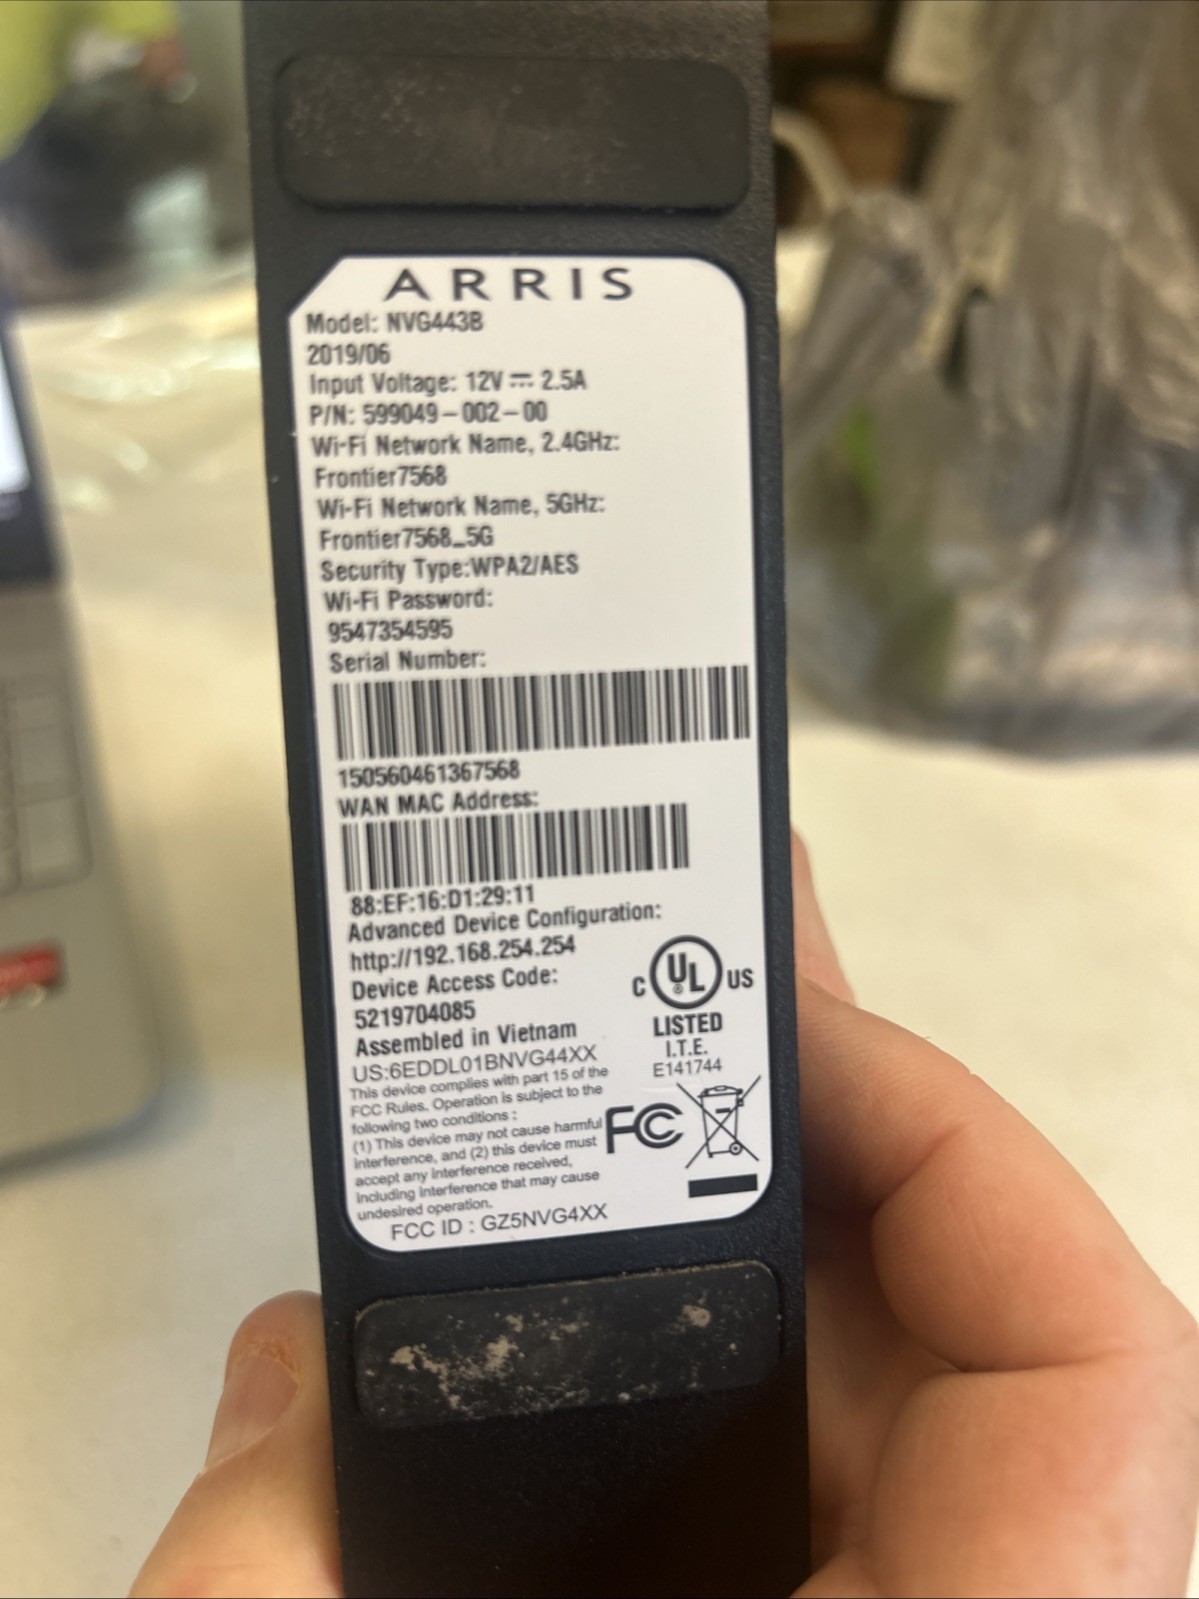 ARRIS
Model: NVG443B
2019/06
Input Voltage: 12V ⎓ 2.5A
P/N: 599049-002-00
Wi-Fi Network Name, 2.4GHz:
Frontier7568
Wi-Fi Network Name, 5GHz:
Frontier7568_5G
Security Type:WPA2/AES
Wi-Fi Password:
9547354595
Serial Number:
150560461367568
WAN MAC Address:
88:EF:16:D1:29:11
Advanced Device Configuration:
http://192.168.254.254
Device Access Code:
5219704085
Assembled in Vietnam
US:6EDDL01BNVG44XX
This device complies with part 15 of the
FCC Rules. Operation is subject to the
following two conditions :
(1) This device may not cause harmful
interference, and (2) this device must
accept any interference received,
including interference that may cause
undesired operation.
FCC ID : GZ5NVG4XX
C UL® US
LISTED
I.T.E.
E141744
FC